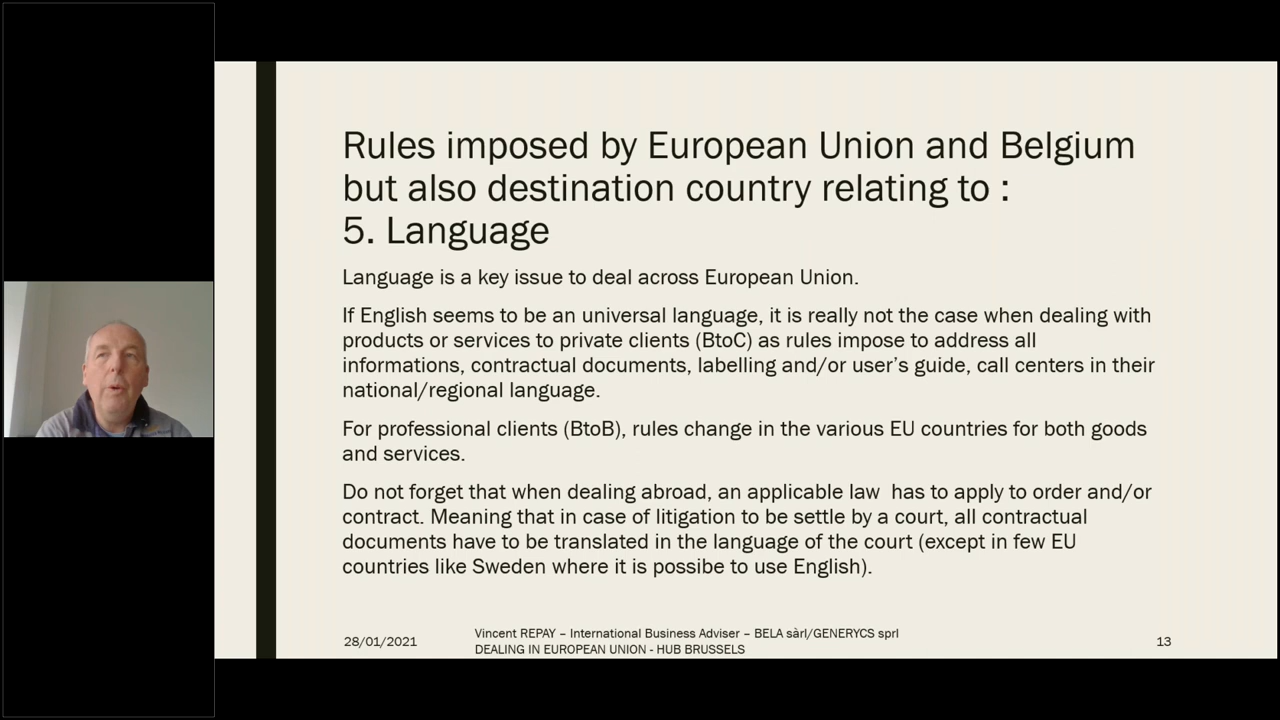 Rules imposed by European Union and Belgium
but also destination country relating to :
5. Language
Language is a key issue to deal across European Union.
If English seems to be an universal language, it is really not the case when dealing with
products or services to private clients (BtoC) as rules impose to address all
informations, contractual documents, labelling and/or user’s guide, call centers in their
national/regional language.
For professional clients (BtoB), rules change in the various EU countries for both goods
and services.
Do not forget that when dealing abroad, an applicable law  has to apply to order and/or
contract. Meaning that in case of litigation to be settle by a court, all contractual
documents have to be translated in the language of the court (except in few EU
countries like Sweden where it is possibe to use English).
28/01/2021
Vincent REPAY – International Business Adviser – BELA sàrl/GENERYCS sprl
DEALING IN EUROPEAN UNION - HUB BRUSSELS
13